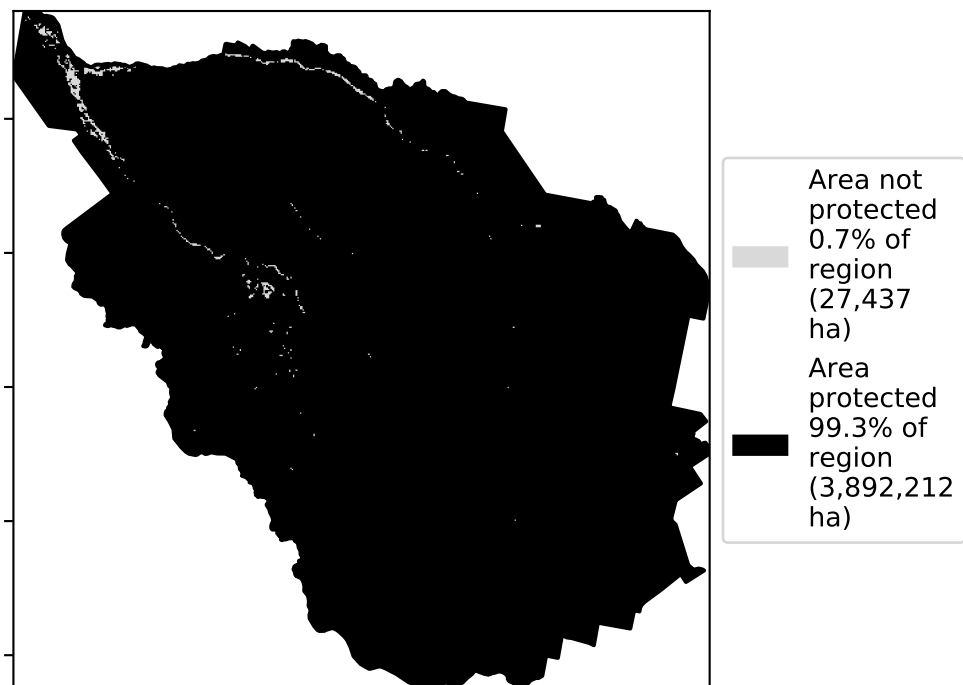 Area not
protected
0.7% of
region
(27,437
ha)
Area
protected
99.3% of
region
(3,892,212
ha)